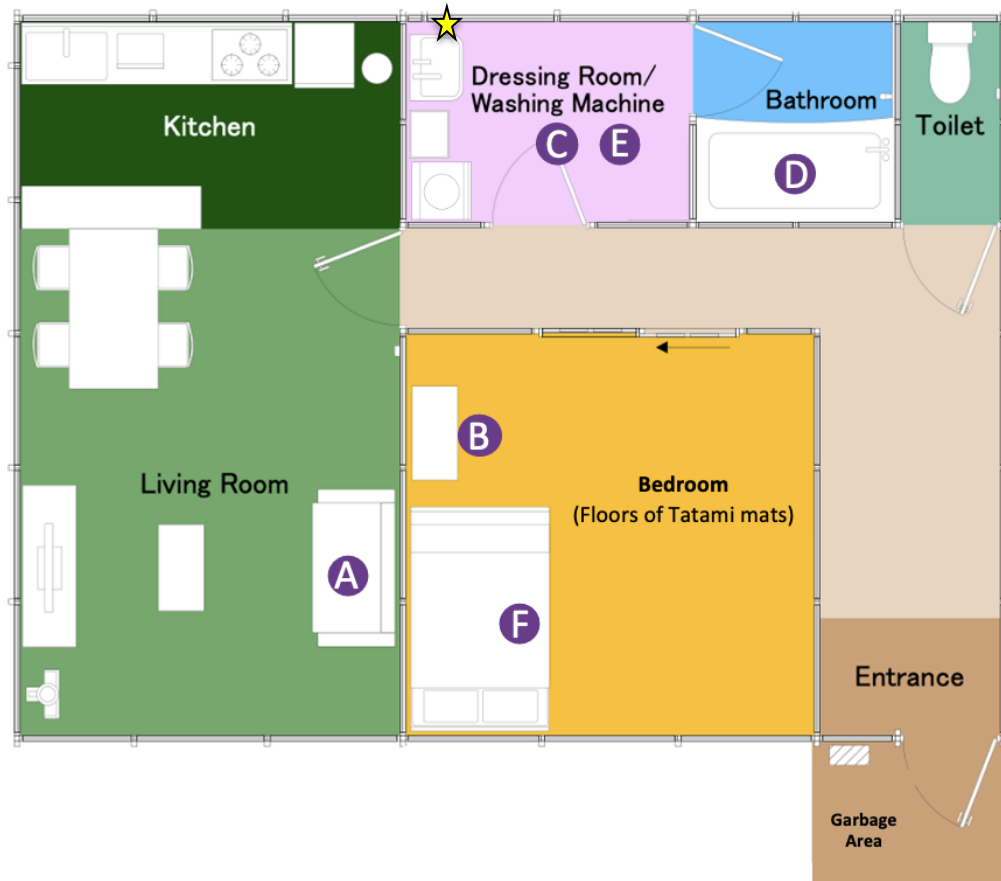 Kitchen
Dressing Room/
Washing Machine
C
E
Bathroom
D
Toilet
B
Living Room
Bedroom
(Floors of Tatami mats)
A
F
Entrance
Garbage
Area